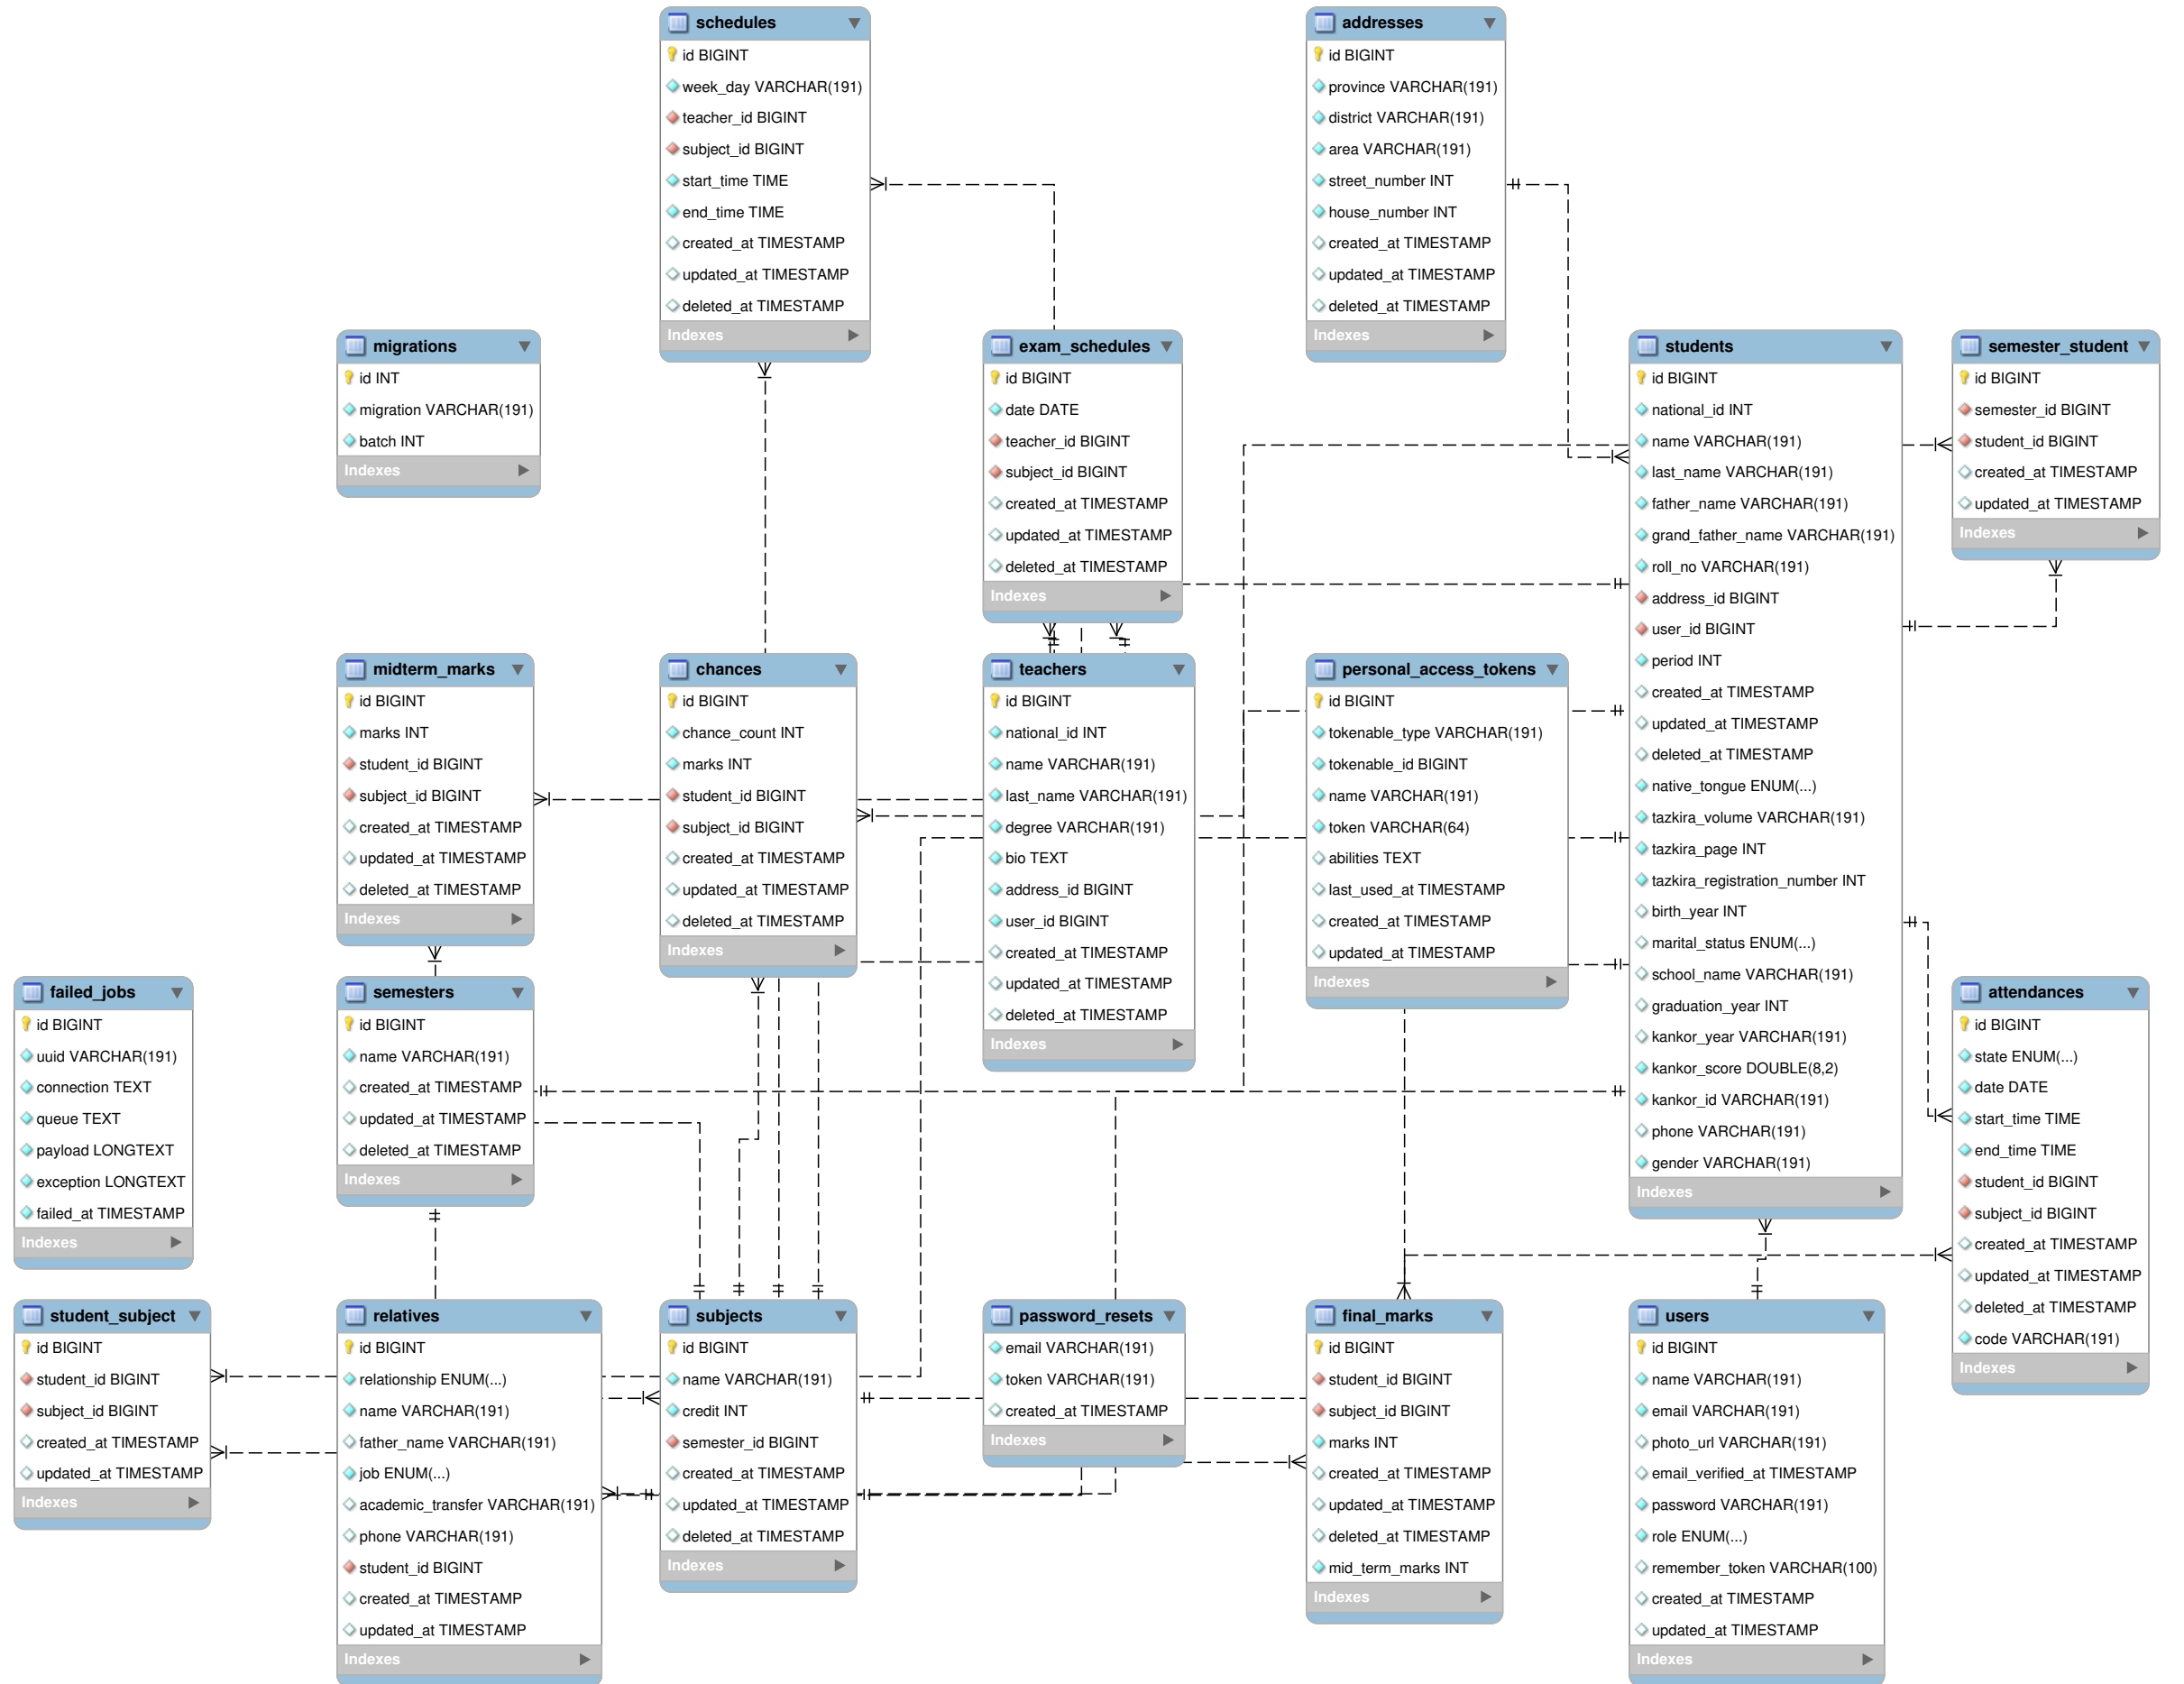 schedules
id BIGINT
week_day VARCHAR(191)
teacher_id BIGINT
subject_id BIGINT
start_time TIME
end_time TIME
created_at TIMESTAMP
updated_at TIMESTAMP
deleted_at TIMESTAMP
Indexes
addresses
id BIGINT
province VARCHAR(191)
district VARCHAR(191)
area VARCHAR(191)
street_number INT
house_number INT
created_at TIMESTAMP
updated_at TIMESTAMP
deleted_at TIMESTAMP
Indexes
migrations
id INT
migration VARCHAR(191)
batch INT
Indexes
exam_schedules
id BIGINT
date DATE
teacher_id BIGINT
subject_id BIGINT
created_at TIMESTAMP
updated_at TIMESTAMP
deleted_at TIMESTAMP
Indexes
students
id BIGINT
national_id INT
name VARCHAR(191)
last_name VARCHAR(191)
father_name VARCHAR(191)
grand_father_name VARCHAR(191)
roll_no VARCHAR(191)
address_id BIGINT
user_id BIGINT
period INT
created_at TIMESTAMP
updated_at TIMESTAMP
deleted_at TIMESTAMP
native_tongue ENUM(...)
tazkira_volume VARCHAR(191)
tazkira_page INT
tazkira_registration_number INT
birth_year INT
marital_status ENUM(...)
school_name VARCHAR(191)
graduation_year INT
kankor_year VARCHAR(191)
kankor_score DOUBLE(8,2)
kankor_id VARCHAR(191)
phone VARCHAR(191)
gender VARCHAR(191)
Indexes
semester_student
id BIGINT
semester_id BIGINT
student_id BIGINT
created_at TIMESTAMP
updated_at TIMESTAMP
Indexes
midterm_marks
id BIGINT
marks INT
student_id BIGINT
subject_id BIGINT
created_at TIMESTAMP
updated_at TIMESTAMP
deleted_at TIMESTAMP
Indexes
chances
id BIGINT
chance_count INT
marks INT
student_id BIGINT
subject_id BIGINT
created_at TIMESTAMP
updated_at TIMESTAMP
deleted_at TIMESTAMP
Indexes
teachers
id BIGINT
national_id INT
name VARCHAR(191)
last_name VARCHAR(191)
degree VARCHAR(191)
bio TEXT
address_id BIGINT
user_id BIGINT
created_at TIMESTAMP
updated_at TIMESTAMP
deleted_at TIMESTAMP
Indexes
personal_access_tokens
id BIGINT
tokenable_type VARCHAR(191)
tokenable_id BIGINT
name VARCHAR(191)
token VARCHAR(64)
abilities TEXT
last_used_at TIMESTAMP
created_at TIMESTAMP
updated_at TIMESTAMP
Indexes
failed_jobs
id BIGINT
uuid VARCHAR(191)
connection TEXT
queue TEXT
payload LONGTEXT
exception LONGTEXT
failed_at TIMESTAMP
Indexes
semesters
id BIGINT
name VARCHAR(191)
created_at TIMESTAMP
updated_at TIMESTAMP
deleted_at TIMESTAMP
Indexes
attendances
id BIGINT
state ENUM(...)
date DATE
start_time TIME
end_time TIME
student_id BIGINT
subject_id BIGINT
created_at TIMESTAMP
updated_at TIMESTAMP
deleted_at TIMESTAMP
code VARCHAR(191)
Indexes
student_subject
id BIGINT
student_id BIGINT
subject_id BIGINT
created_at TIMESTAMP
updated_at TIMESTAMP
Indexes
relatives
id BIGINT
relationship ENUM(...)
name VARCHAR(191)
father_name VARCHAR(191)
job ENUM(...)
academic_transfer VARCHAR(191)
phone VARCHAR(191)
student_id BIGINT
created_at TIMESTAMP
updated_at TIMESTAMP
Indexes
subjects
id BIGINT
name VARCHAR(191)
credit INT
semester_id BIGINT
created_at TIMESTAMP
updated_at TIMESTAMP
deleted_at TIMESTAMP
Indexes
password_resets
email VARCHAR(191)
token VARCHAR(191)
created_at TIMESTAMP
Indexes
final_marks
id BIGINT
student_id BIGINT
subject_id BIGINT
marks INT
created_at TIMESTAMP
updated_at TIMESTAMP
deleted_at TIMESTAMP
mid_term_marks INT
Indexes
users
id BIGINT
name VARCHAR(191)
email VARCHAR(191)
photo_url VARCHAR(191)
email_verified_at TIMESTAMP
password VARCHAR(191)
role ENUM(...)
remember_token VARCHAR(100)
created_at TIMESTAMP
updated_at TIMESTAMP
Indexes